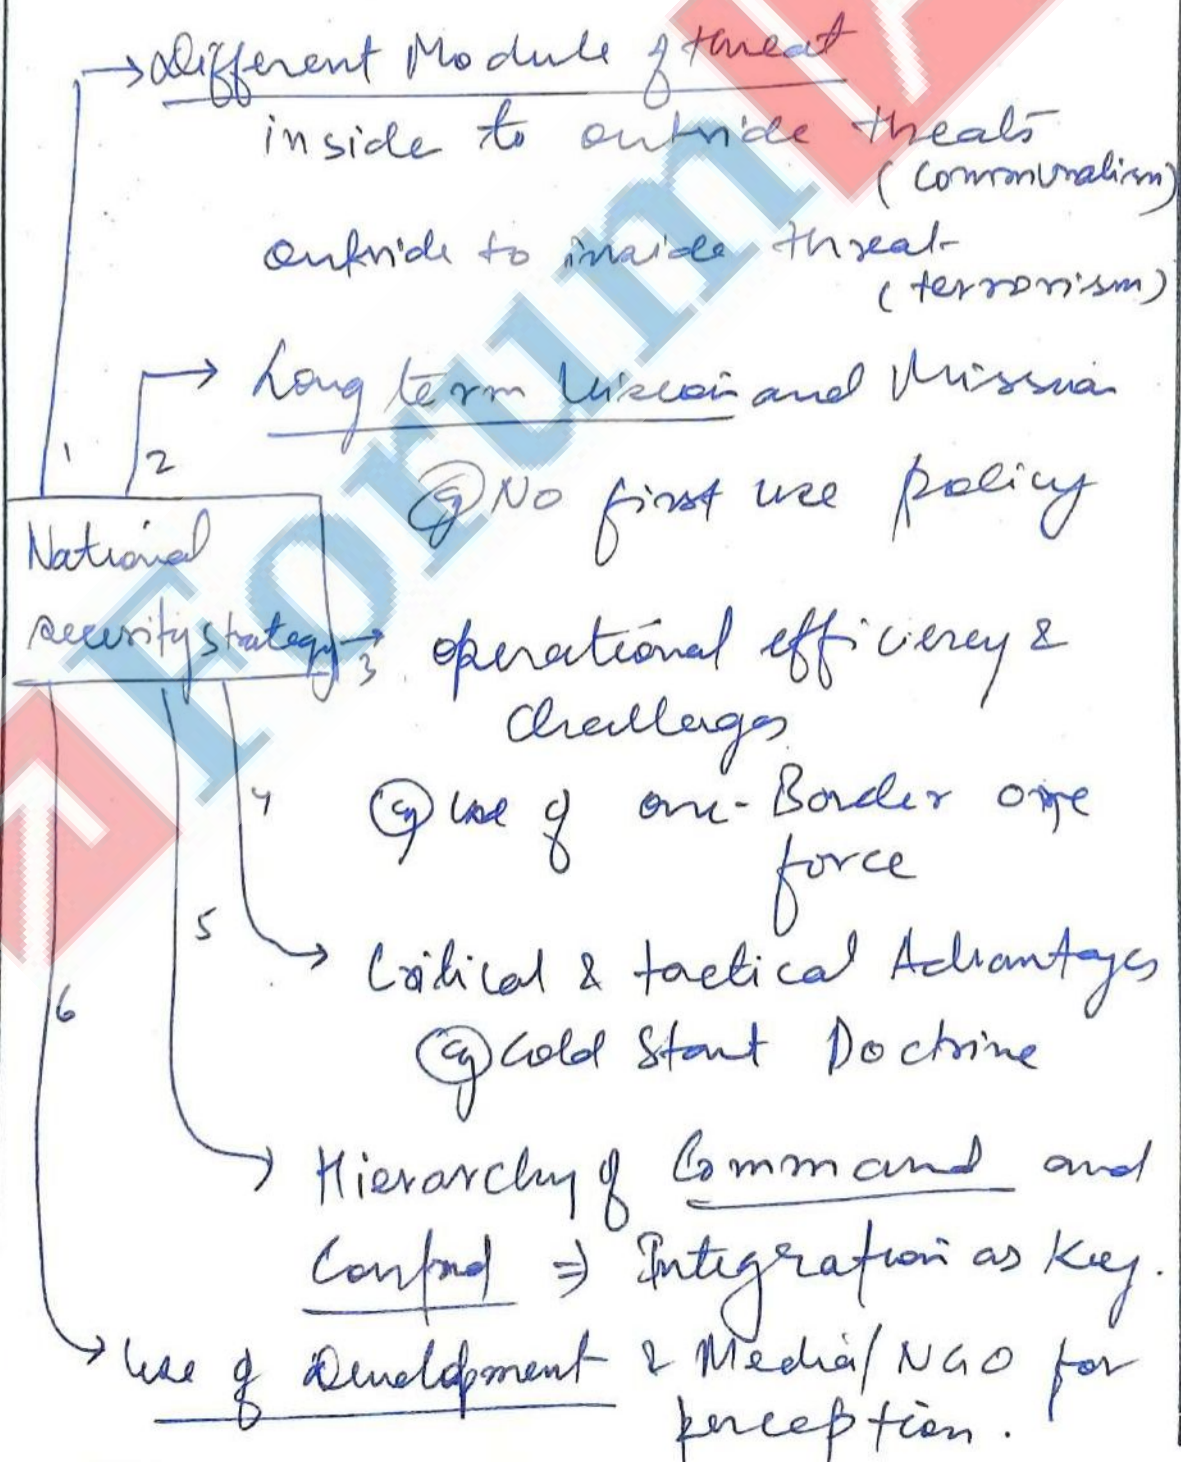 Different Module of threat
inside to outside threats
(communalism)
outside to inside threat
(terrorism)
Long term Vision and Mission
1
2
eg No first use policy
National
security strategy
3
operational efficiency &
challenges
eg use of one-Border one
force
4
5
Critical & tactical Advantages
6
eg Cold Start Doctrine
Hierarchy of Command and
Control ⇒ Integration as Key.
Use of Development & Media/NGO for
perception.
Forum